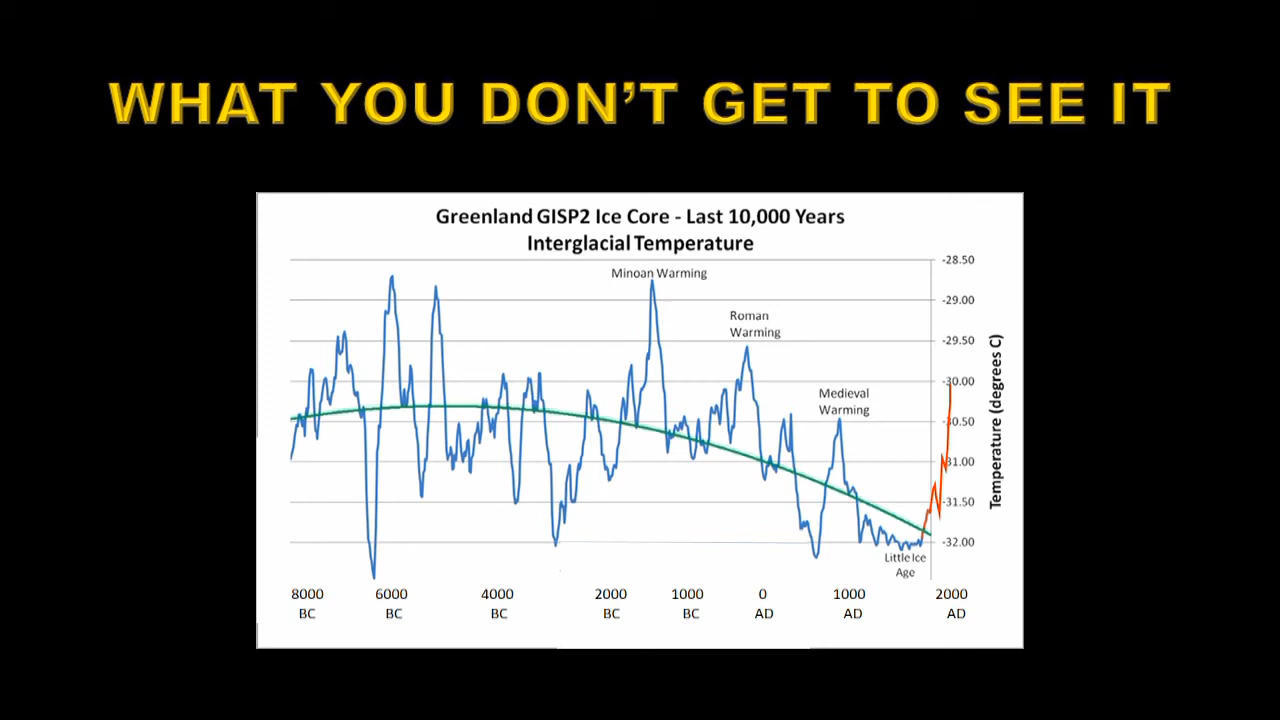 WHAT YOU DON'T GET TO SEE IT
Greenland GISP2 Ice Core - Last 10,000 Years
Interglacial Temperature
Minoan Warming
Roman
Warming
Medieval
Warming
Little Ice
Age
-28.50
-29.00
-29.50
-30.00
-30.50
-31.00
-31.50
-32.00
Temperature (degrees C)
8000 6000 4000 2000 1000 0 1000 2000
BC BC BC BC BC AD AD AD